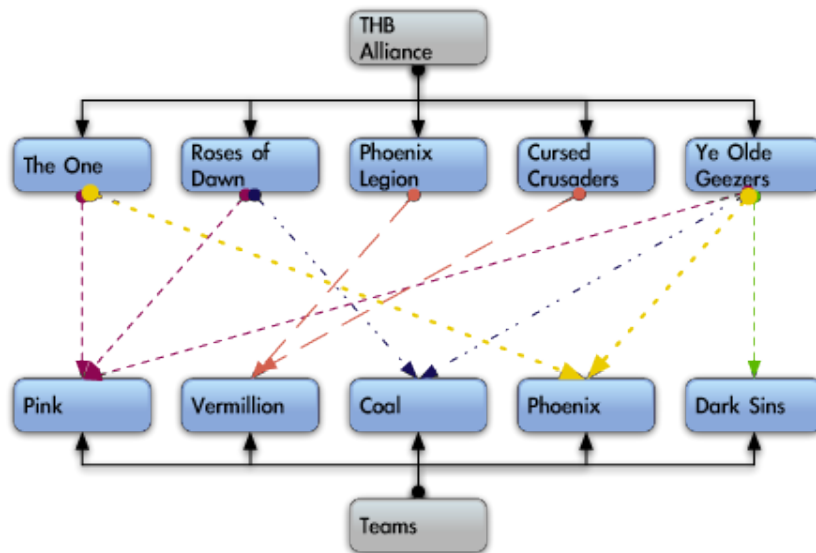 THB
Alliance
The One
Roses of
Dawn
Phoenix
Legion
Cursed
Crusaders
Ye Olde
Geezers
Pink
Vermillion
Coal
Phoenix
Dark Sins
Teams